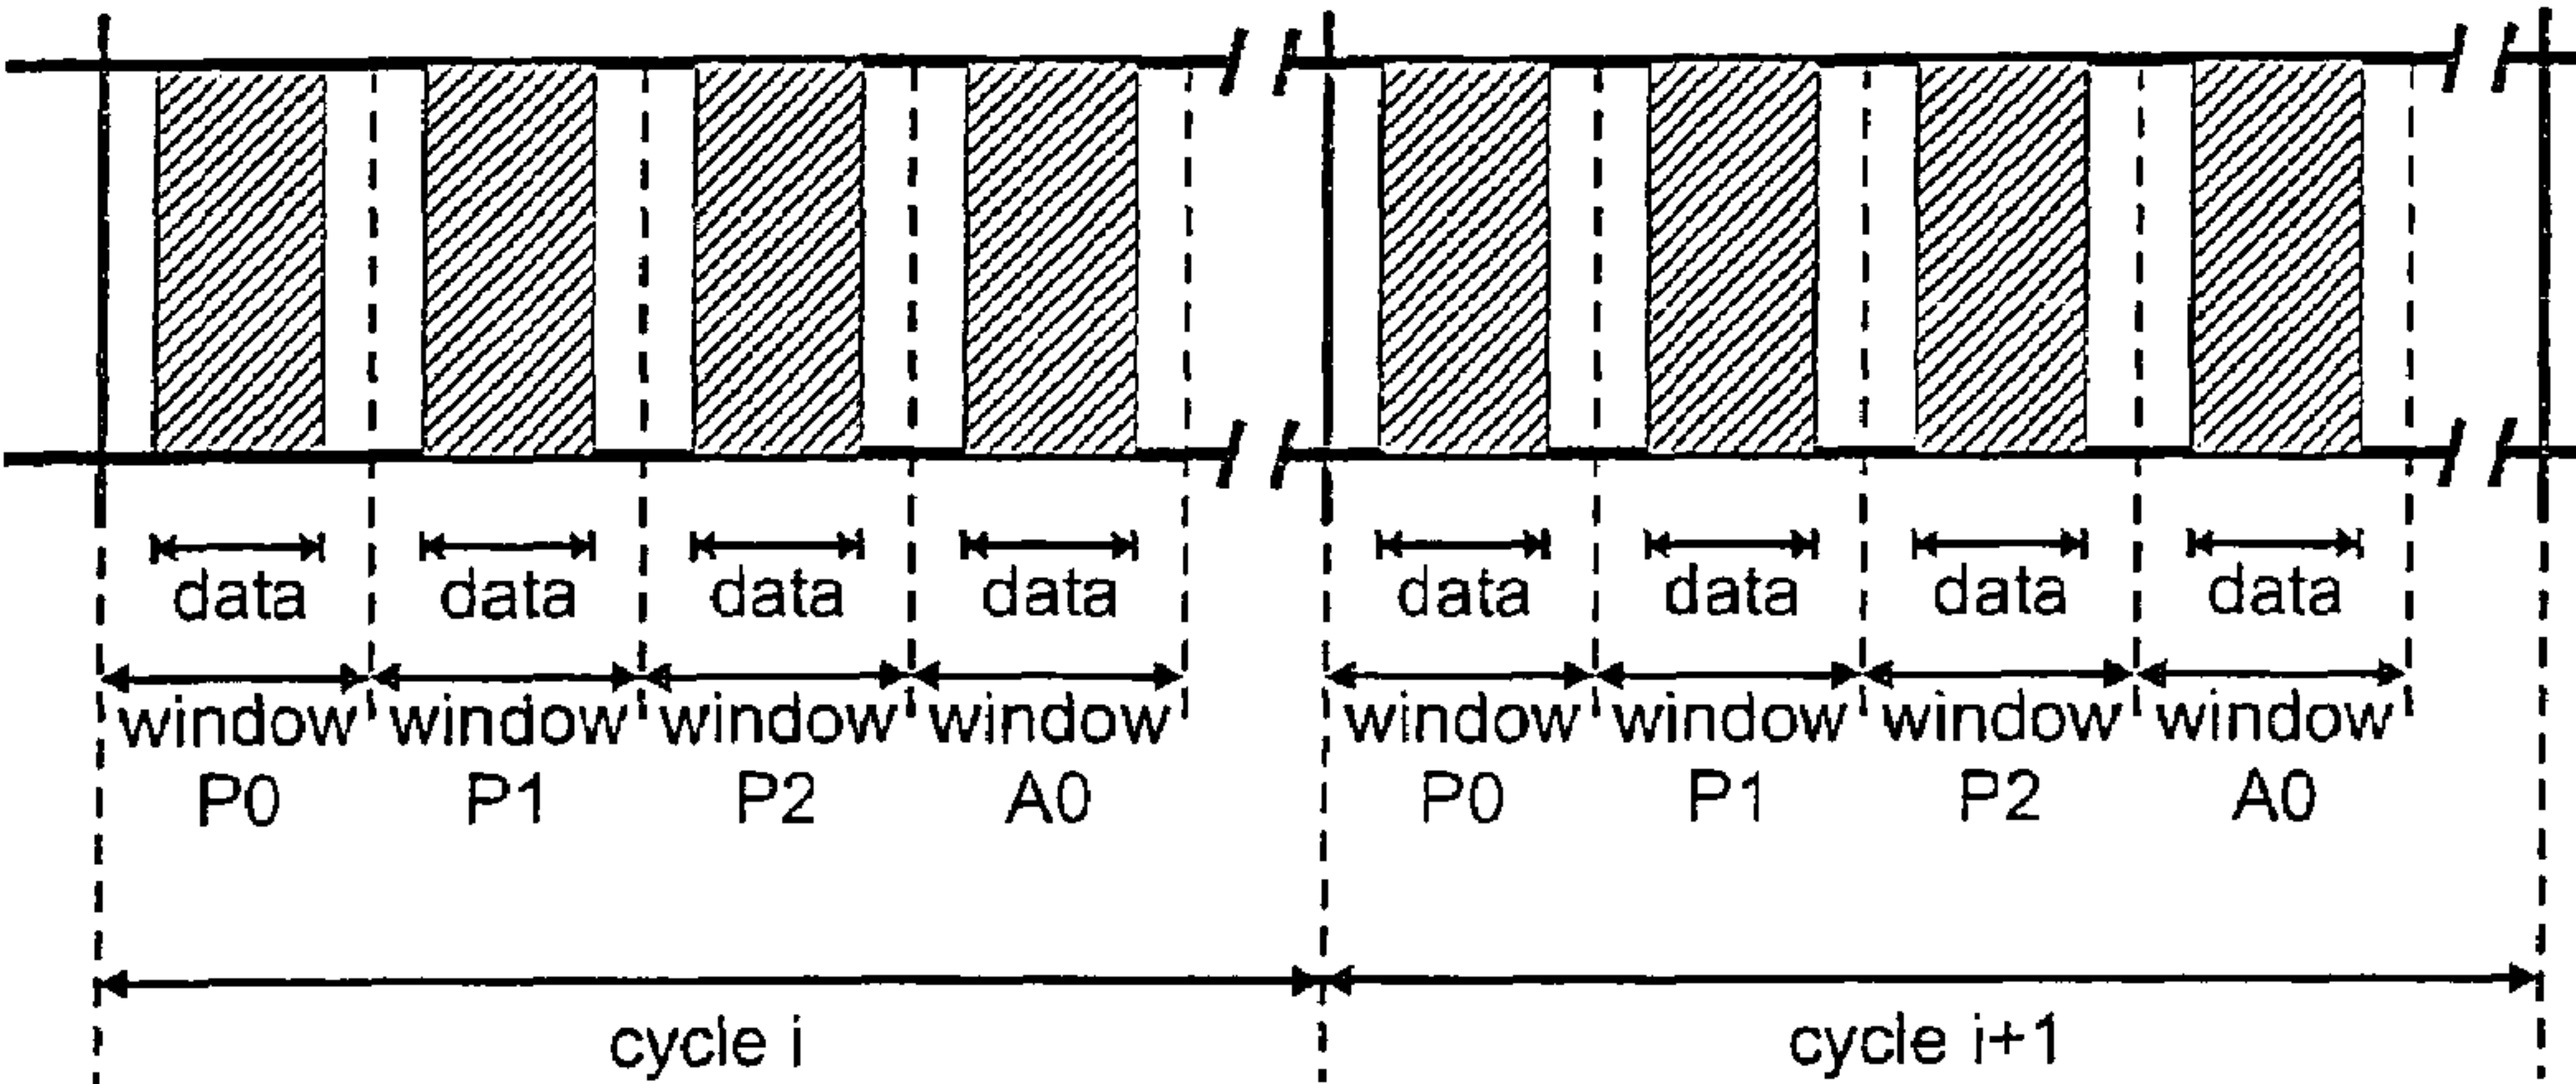 data data data data data data data data
window window window window window window window window
P0 P1 P2 A0 P0 P1 P2 A0
cycle i cycle i+1